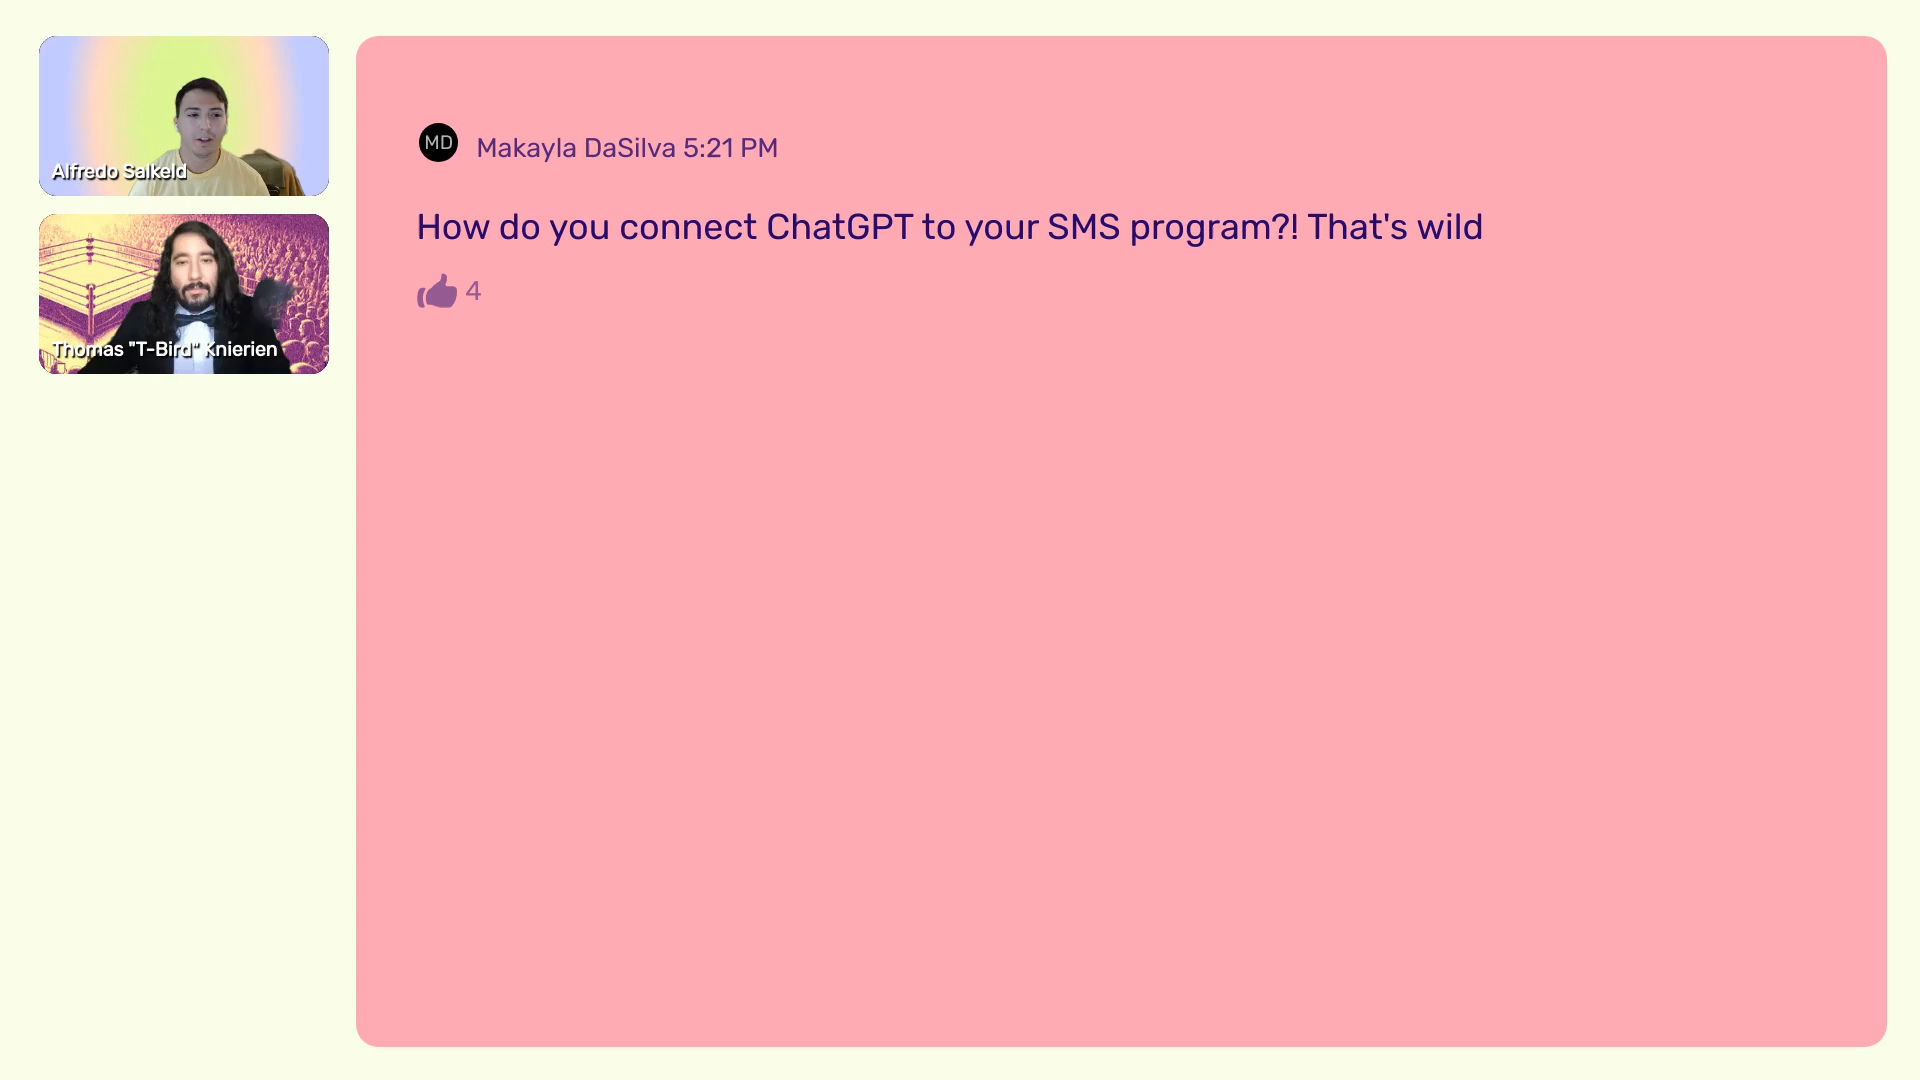 Alfredo Salkeld
Thomas "T-Bird" Knierien
MD
Makayla DaSilva 5:21 PM
How do you connect ChatGPT to your SMS program?! That's wild
4